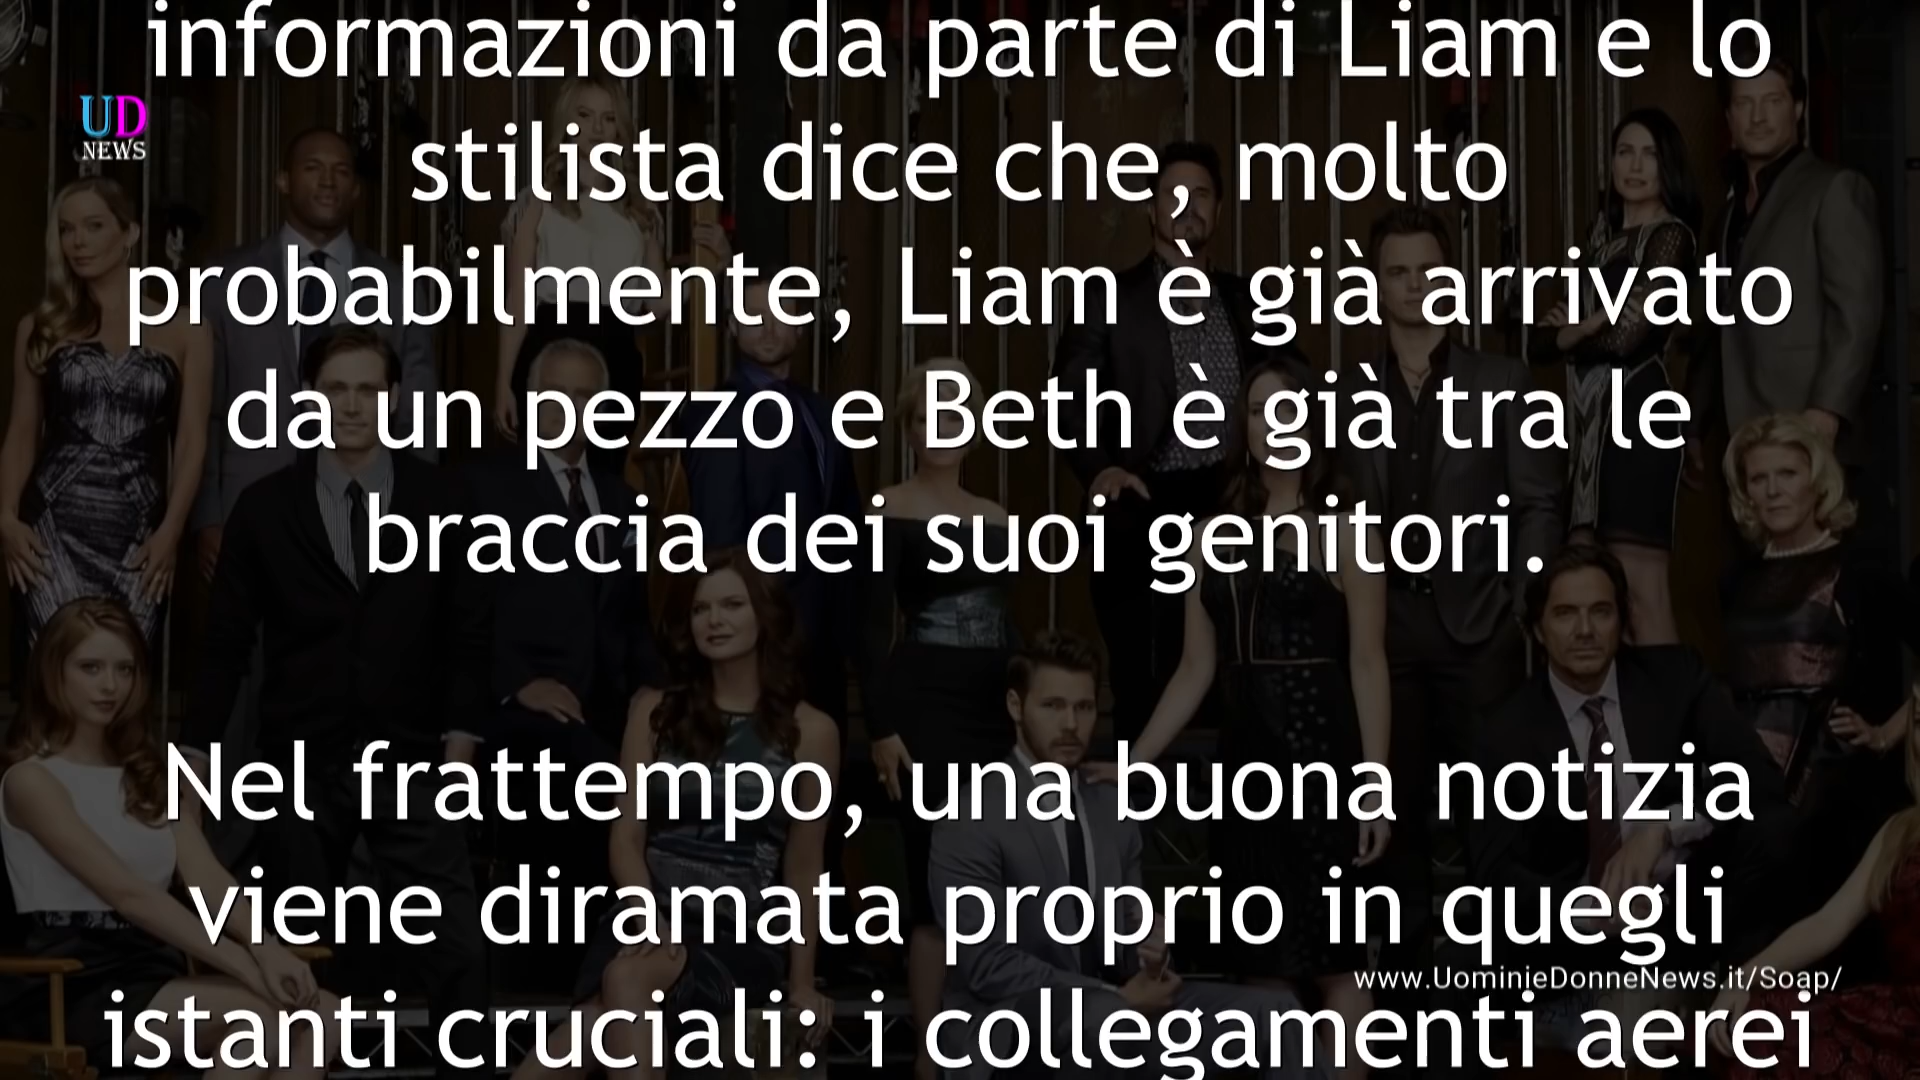 informazioni da parte di Liam e lo
UD
NEWS
stilista dice che, molto
probabilmente, Liam è già arrivato
da un pezzo e Beth è già tra le
braccia dei suoi genitori.
Nel frattempo, una buona notizia
viene diramata proprio in quegli
www.UominieDonneNews.it/Soap/
istanti cruciali: i collegamenti aerei